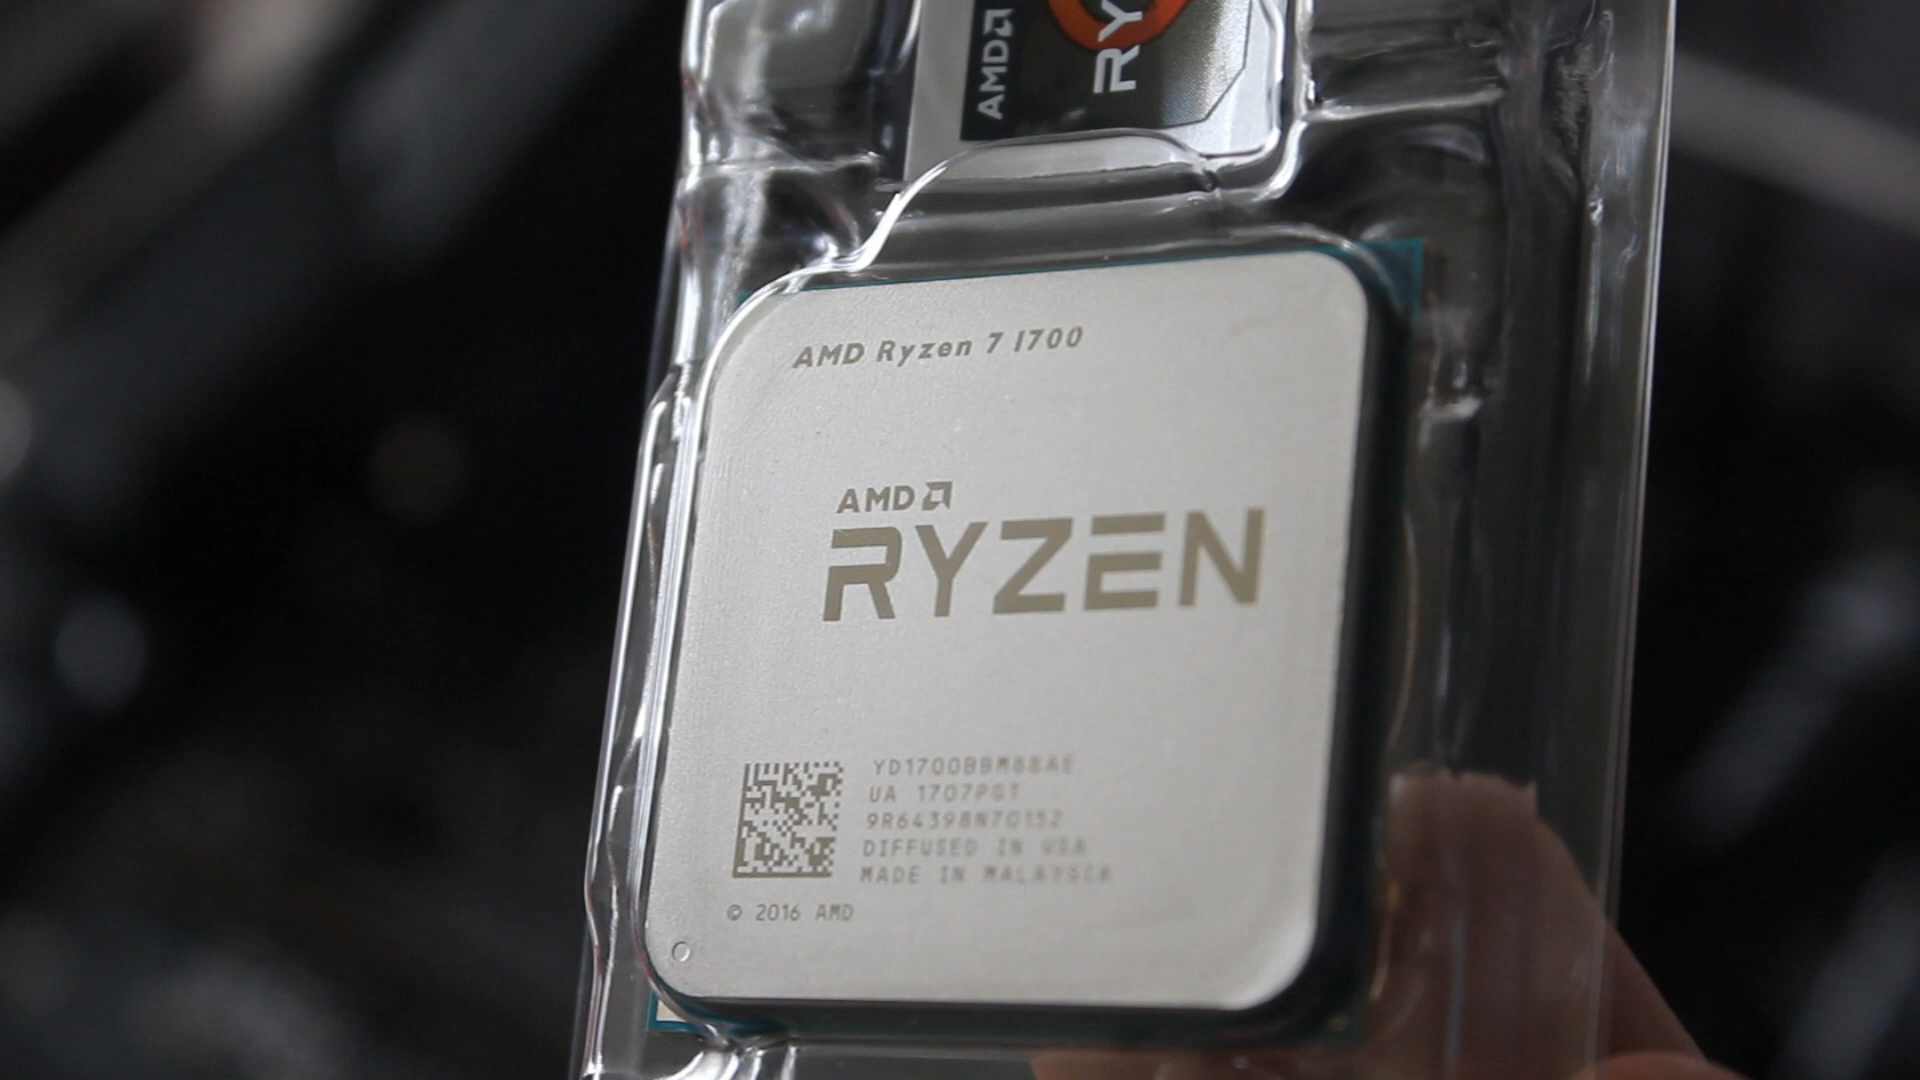 AMD
RY
AMD Ryzen 7 1700
AMD
RYZEN
YD1700BBM88AE
UA 1707PGT
9R64398N70152
DIFFUSED IN USA
MADE IN MALAYSIA
© 2016 AMD